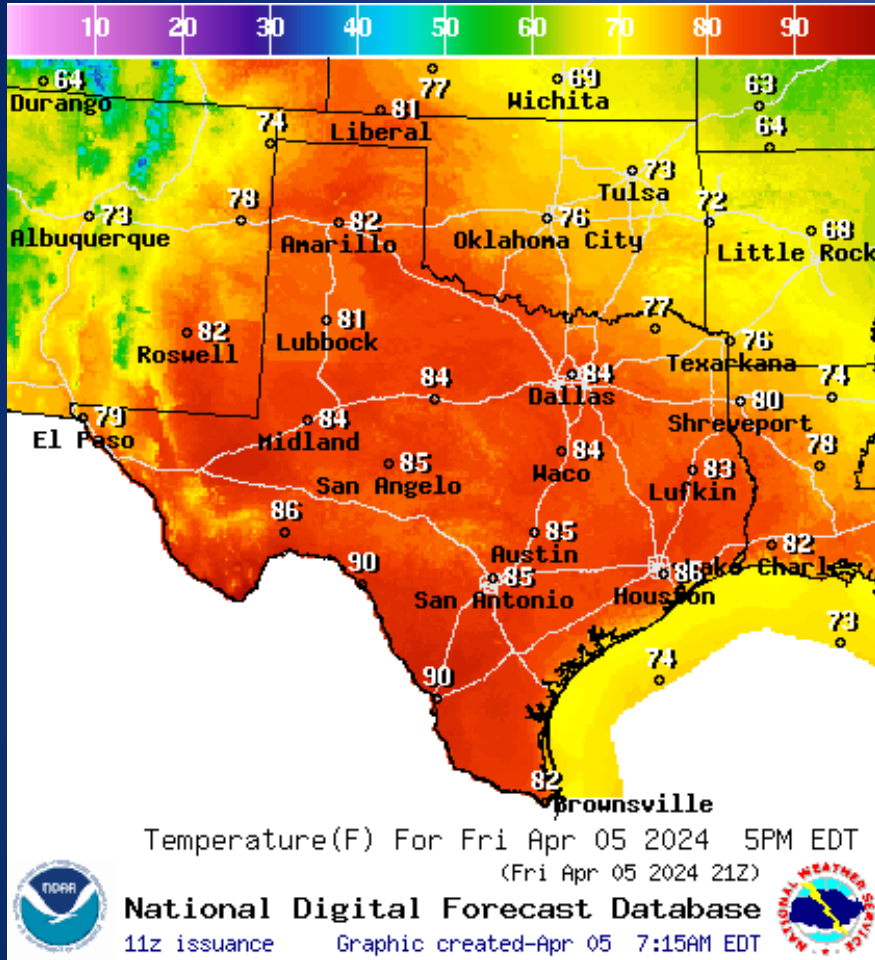 10 20 30 40 50 60 70 80 90
64
Durango
77
69
Wichita
63
81
Liberal
74
64
73
Tulsa
73
Albuquerque
78
82
Amarillo
76
Oklahoma City
72
68
Little Rock
82
Roswell
81
Lubbock
77
76
Texarkana
84
84
Dallas
74
79
El Paso
84
Midland
80
Shreveport
85
San Angelo
84
Waco
83
Lufkin
78
86
85
Austin
82
Lake Charles
90
85
San Antonio
86
Houston
73
90
74
82
Brownsville
Temperature(F) For Fri Apr 05 2024 5PM EDT
(Fri Apr 05 2024 21Z)
NOAA
National Digital Forecast Database
11z issuance Graphic created-Apr 05 7:15AM EDT
NATIONAL WEATHER SERVICE